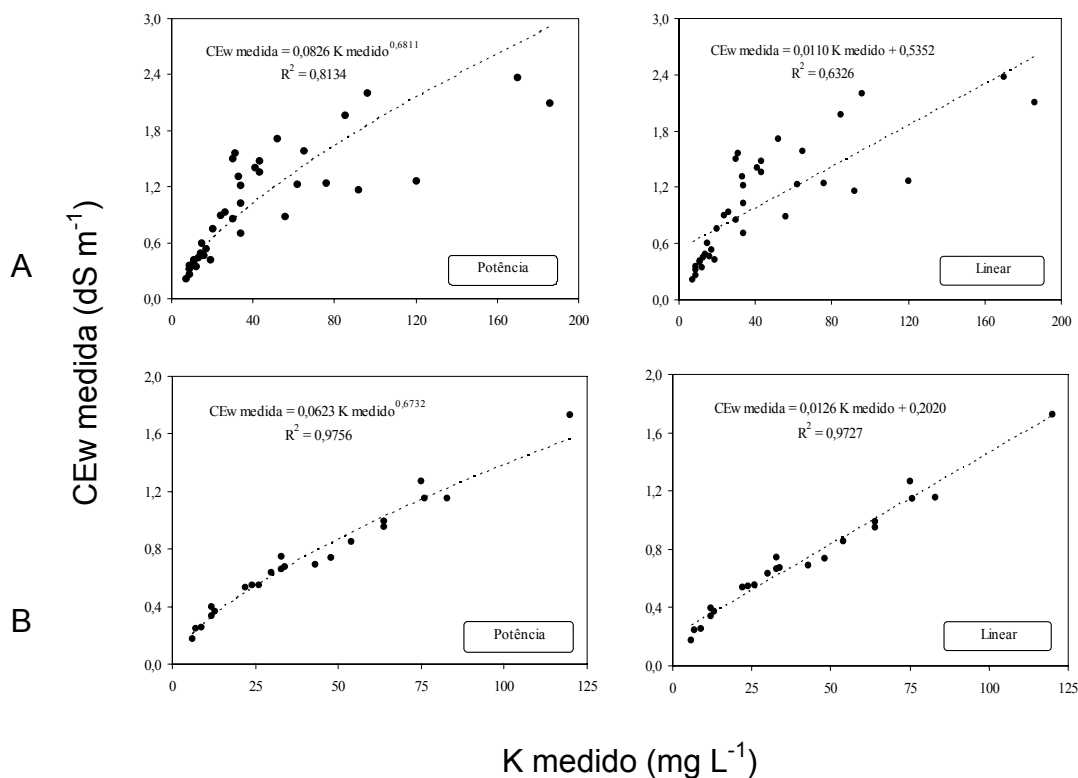 A
B
CEw medida (dS m⁻¹)
K medido (mg L⁻¹)
CEw medida = 0,0826 K medido^0,6811
R² = 0,8134
3,0
2,4
1,8
1,2
0,6
0,0
0 40 80 120 160 200
Potência
CEw medida = 0,0110 K medido + 0,5352
R² = 0,6326
3,0
2,4
1,8
1,2
0,6
0,0
0 40 80 120 160 200
Linear
CEw medida = 0,0623 K medido^0,6732
R² = 0,9756
2,0
1,6
1,2
0,8
0,4
0,0
0 25 50 75 100 125
Potência
CEw medida = 0,0126 K medido + 0,2020
R² = 0,9727
2,0
1,6
1,2
0,8
0,4
0,0
0 25 50 75 100 125
Linear